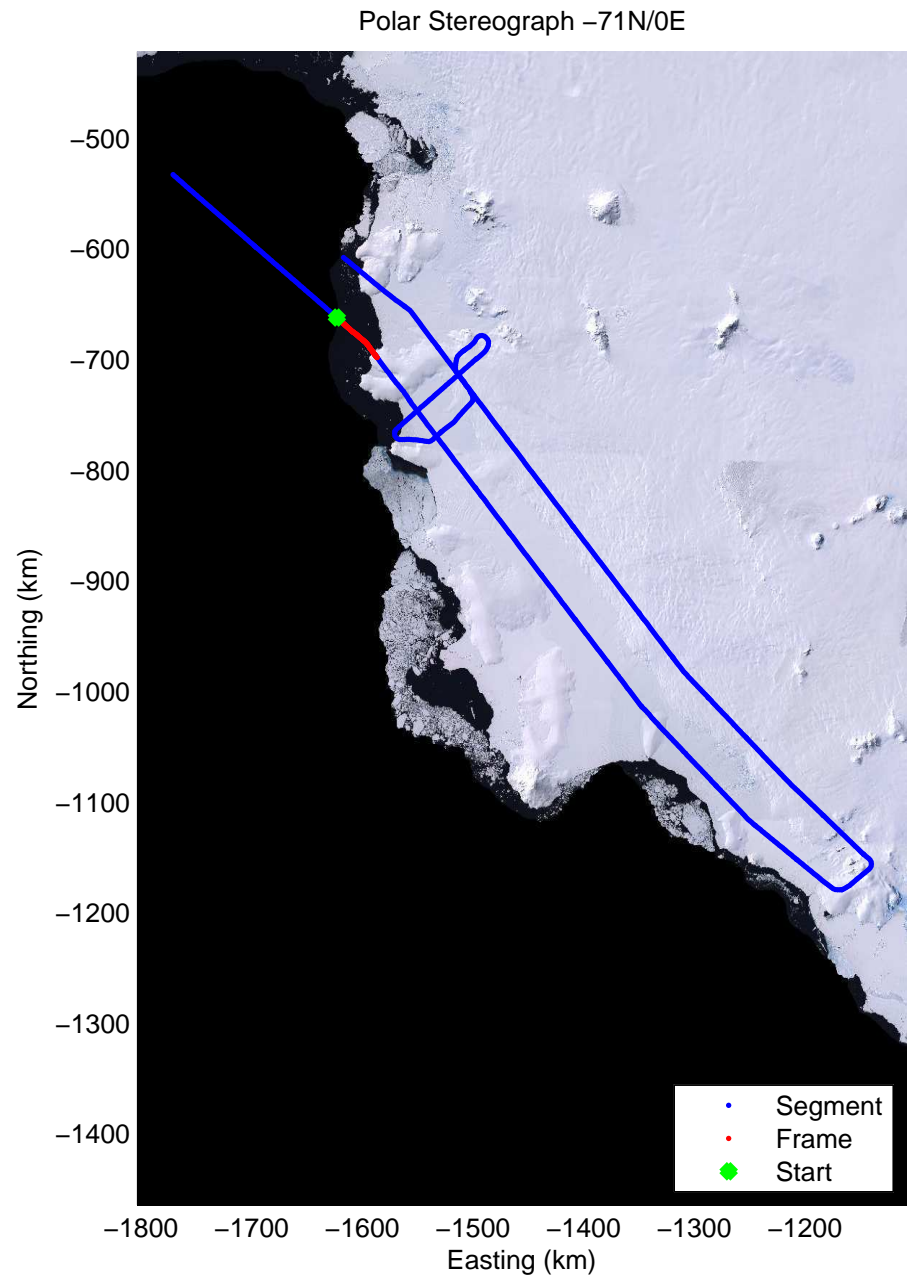 Polar Stereograph −71N/0E
−500
−600
−700
−800
−900
−1000
−1100
−1200
−1300
−1400
Northing (km)
Segment
Frame
Start
−1800 −1700 −1600 −1500 −1400 −1300 −1200
Easting (km)